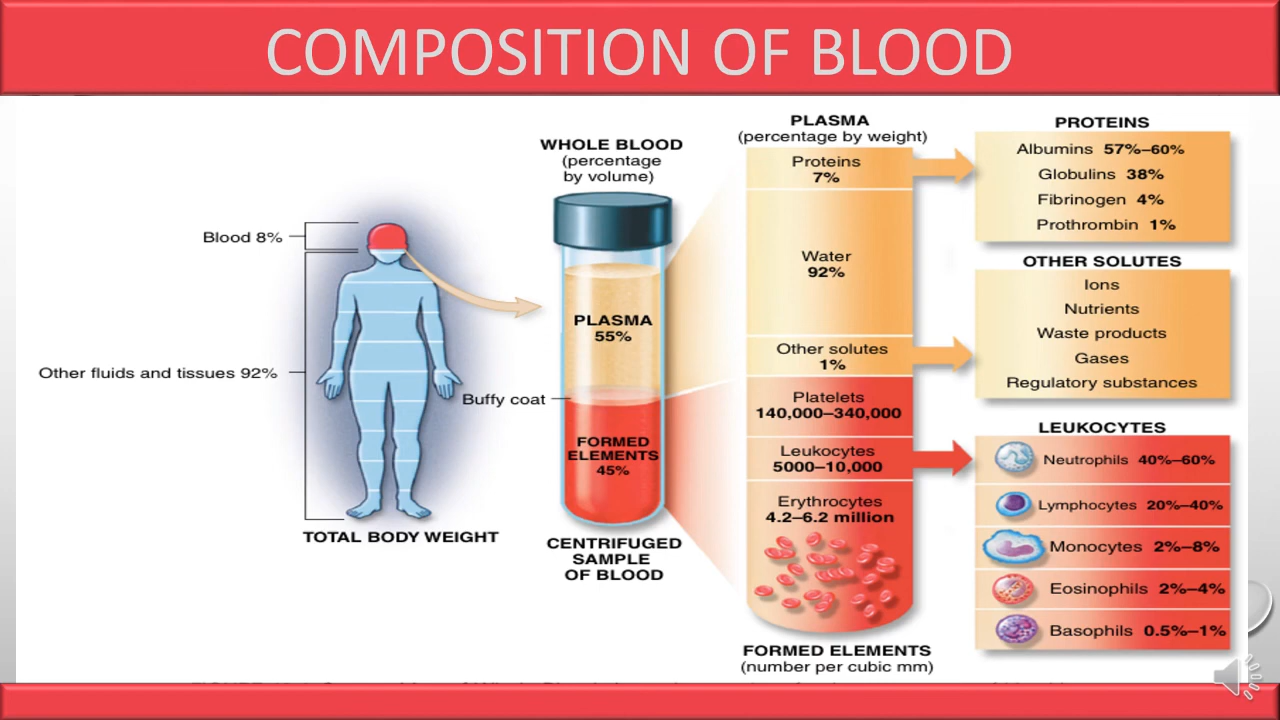 COMPOSITION OF BLOOD
Blood 8%
Other fluids and tissues 92%
TOTAL BODY WEIGHT
WHOLE BLOOD
(percentage
by volume)
PLASMA
55%
Buffy coat
FORMED
ELEMENTS
45%
CENTRIFUGED
SAMPLE
OF BLOOD
PLASMA
(percentage by weight)
Proteins
7%
Water
92%
Other solutes
1%
Platelets
140,000–340,000
Leukocytes
5000–10,000
Erythrocytes
4.2–6.2 million
FORMED ELEMENTS
(number per cubic mm)
PROTEINS
Albumins 57%–60%
Globulins 38%
Fibrinogen 4%
Prothrombin 1%
OTHER SOLUTES
Ions
Nutrients
Waste products
Gases
Regulatory substances
LEUKOCYTES
Neutrophils 40%–60%
Lymphocytes 20%–40%
Monocytes 2%–8%
Eosinophils 2%–4%
Basophils 0.5%–1%